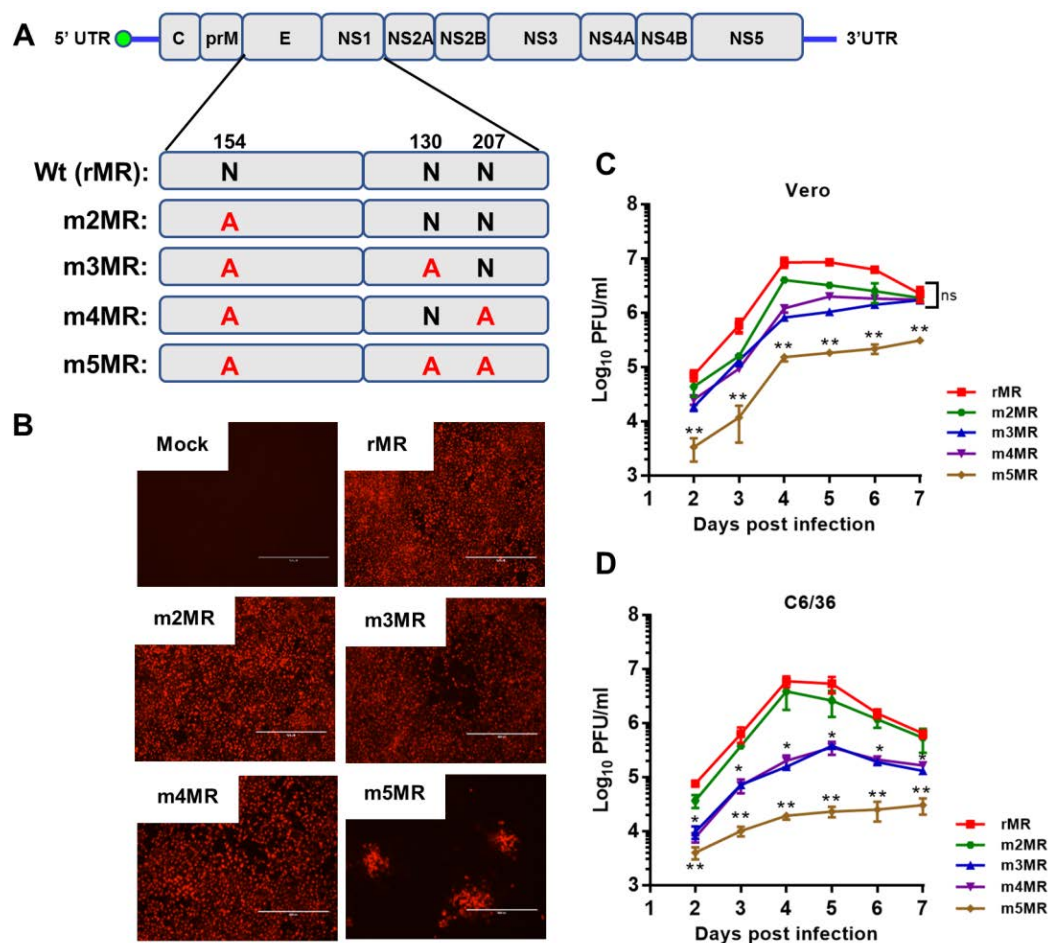 A
5' UTR C prM E NS1 NS2A NS2B NS3 NS4A NS4B NS5 3'UTR
154 130 207
Wt (rMR): N N N
m2MR: A N N
m3MR: A A N
m4MR: A N A
m5MR: A A A
B
Mock
rMR
m2MR
m3MR
m4MR
m5MR
C
Vero
Log10 PFU/ml
8
7
6
5
4
3
1 2 3 4 5 6 7
Days post infection
ns
** ** ** ** ** **
rMR
m2MR
m3MR
m4MR
m5MR
D
C6/36
Log10 PFU/ml
8
7
6
5
4
3
1 2 3 4 5 6 7
Days post infection
* * * * * *
** ** ** ** ** **
rMR
m2MR
m3MR
m4MR
m5MR